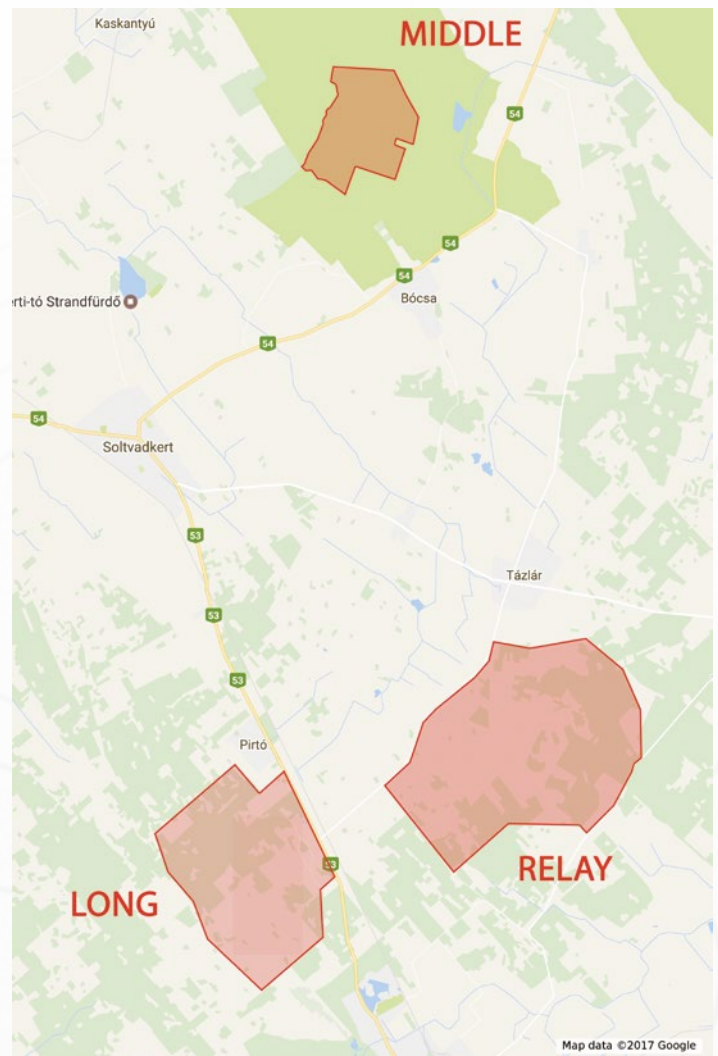 Kaskantyú
MIDDLE
54
54
54
Bócsa
erti-tó Strandfürdő
54
54
Soltvadkert
53
Tázlár
53
53
Pirtó
53
RELAY
LONG
Map data ©2017 Google